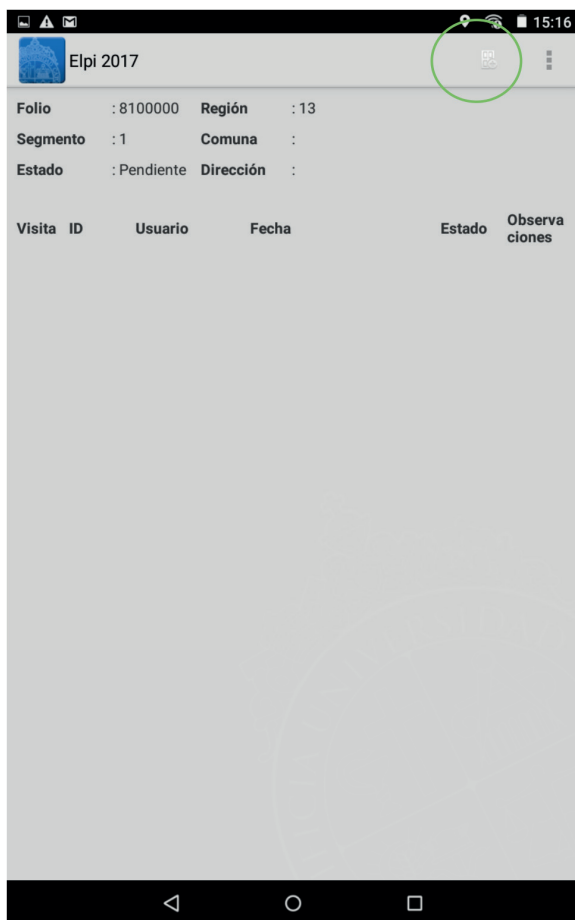 15:16
Elpi 2017
Folio : 8100000 Región : 13
Segmento : 1 Comuna :
Estado : Pendiente Dirección :
Visita ID Usuario Fecha Estado Observa
ciones